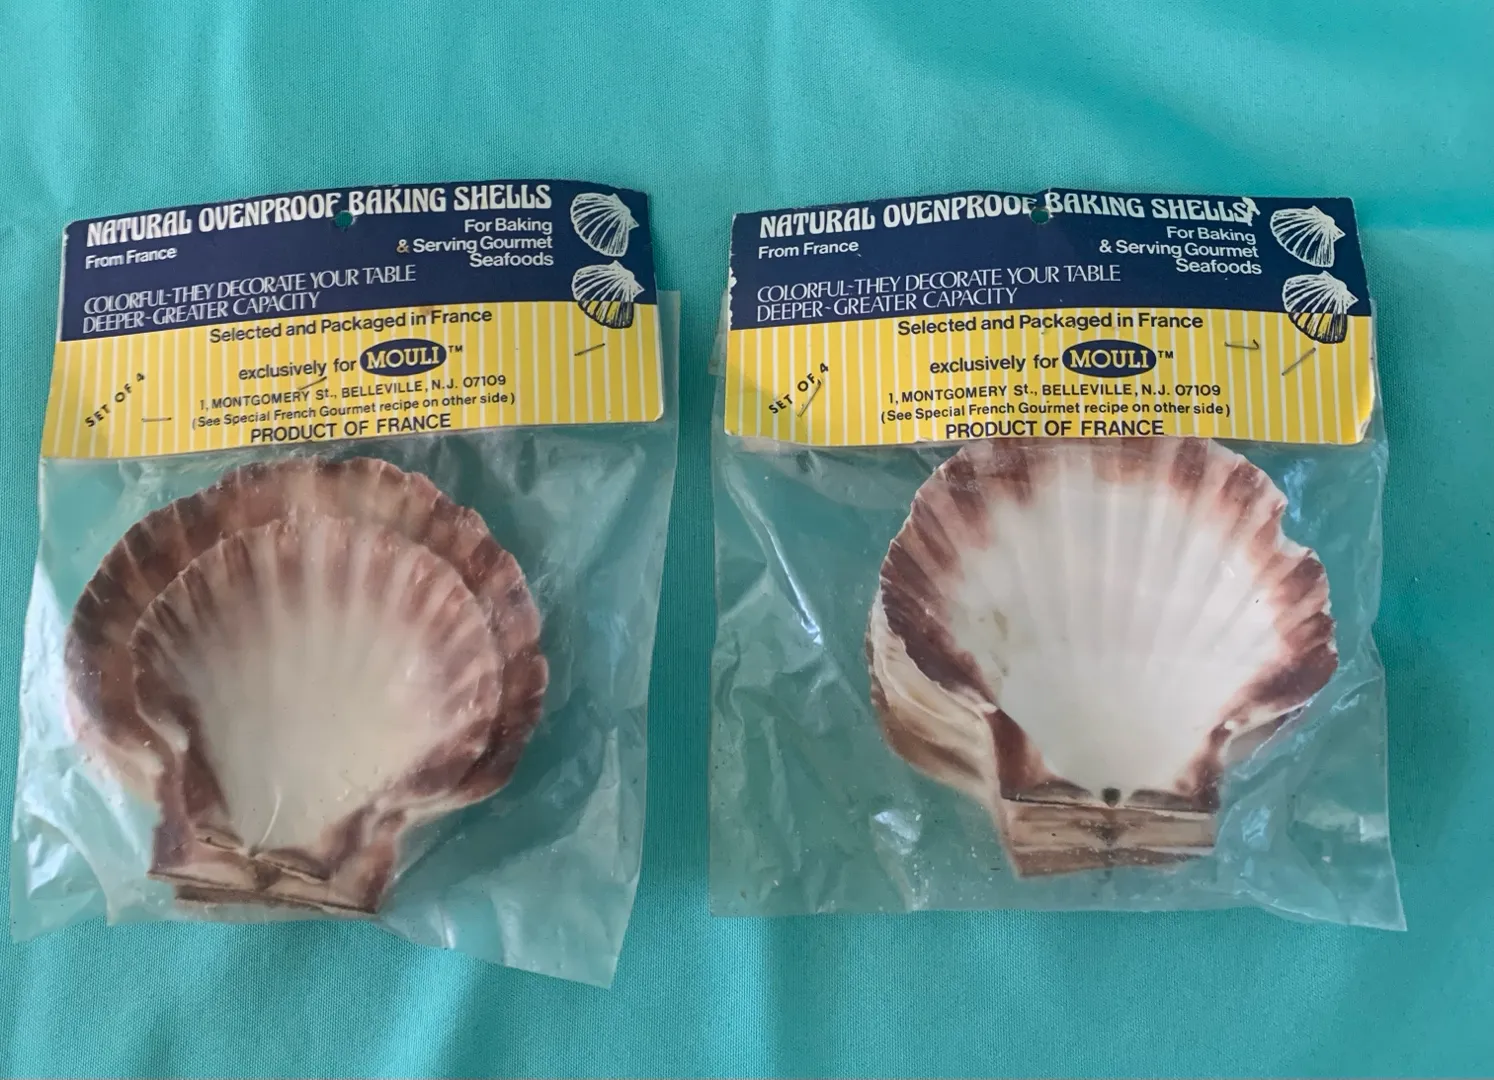 NATURAL OVENPROOF BAKING SHELLS
From France
For Baking
& Serving Gourmet
Seafoods
COLORFUL-THEY DECORATE YOUR TABLE
DEEPER-GREATER CAPACITY
Selected and Packaged in France
exclusively for MOULI™
SET OF 4
1, MONTGOMERY St., BELLEVILLE, N.J. 07109
(See Special French Gourmet recipe on other side)
PRODUCT OF FRANCE
NATURAL OVENPROOF BAKING SHELLS
From France
For Baking
& Serving Gourmet
Seafoods
COLORFUL-THEY DECORATE YOUR TABLE
DEEPER-GREATER CAPACITY
Selected and Packaged in France
exclusively for MOULI™
SET OF 4
1, MONTGOMERY St., BELLEVILLE, N.J. 07109
(See Special French Gourmet recipe on other side)
PRODUCT OF FRANCE